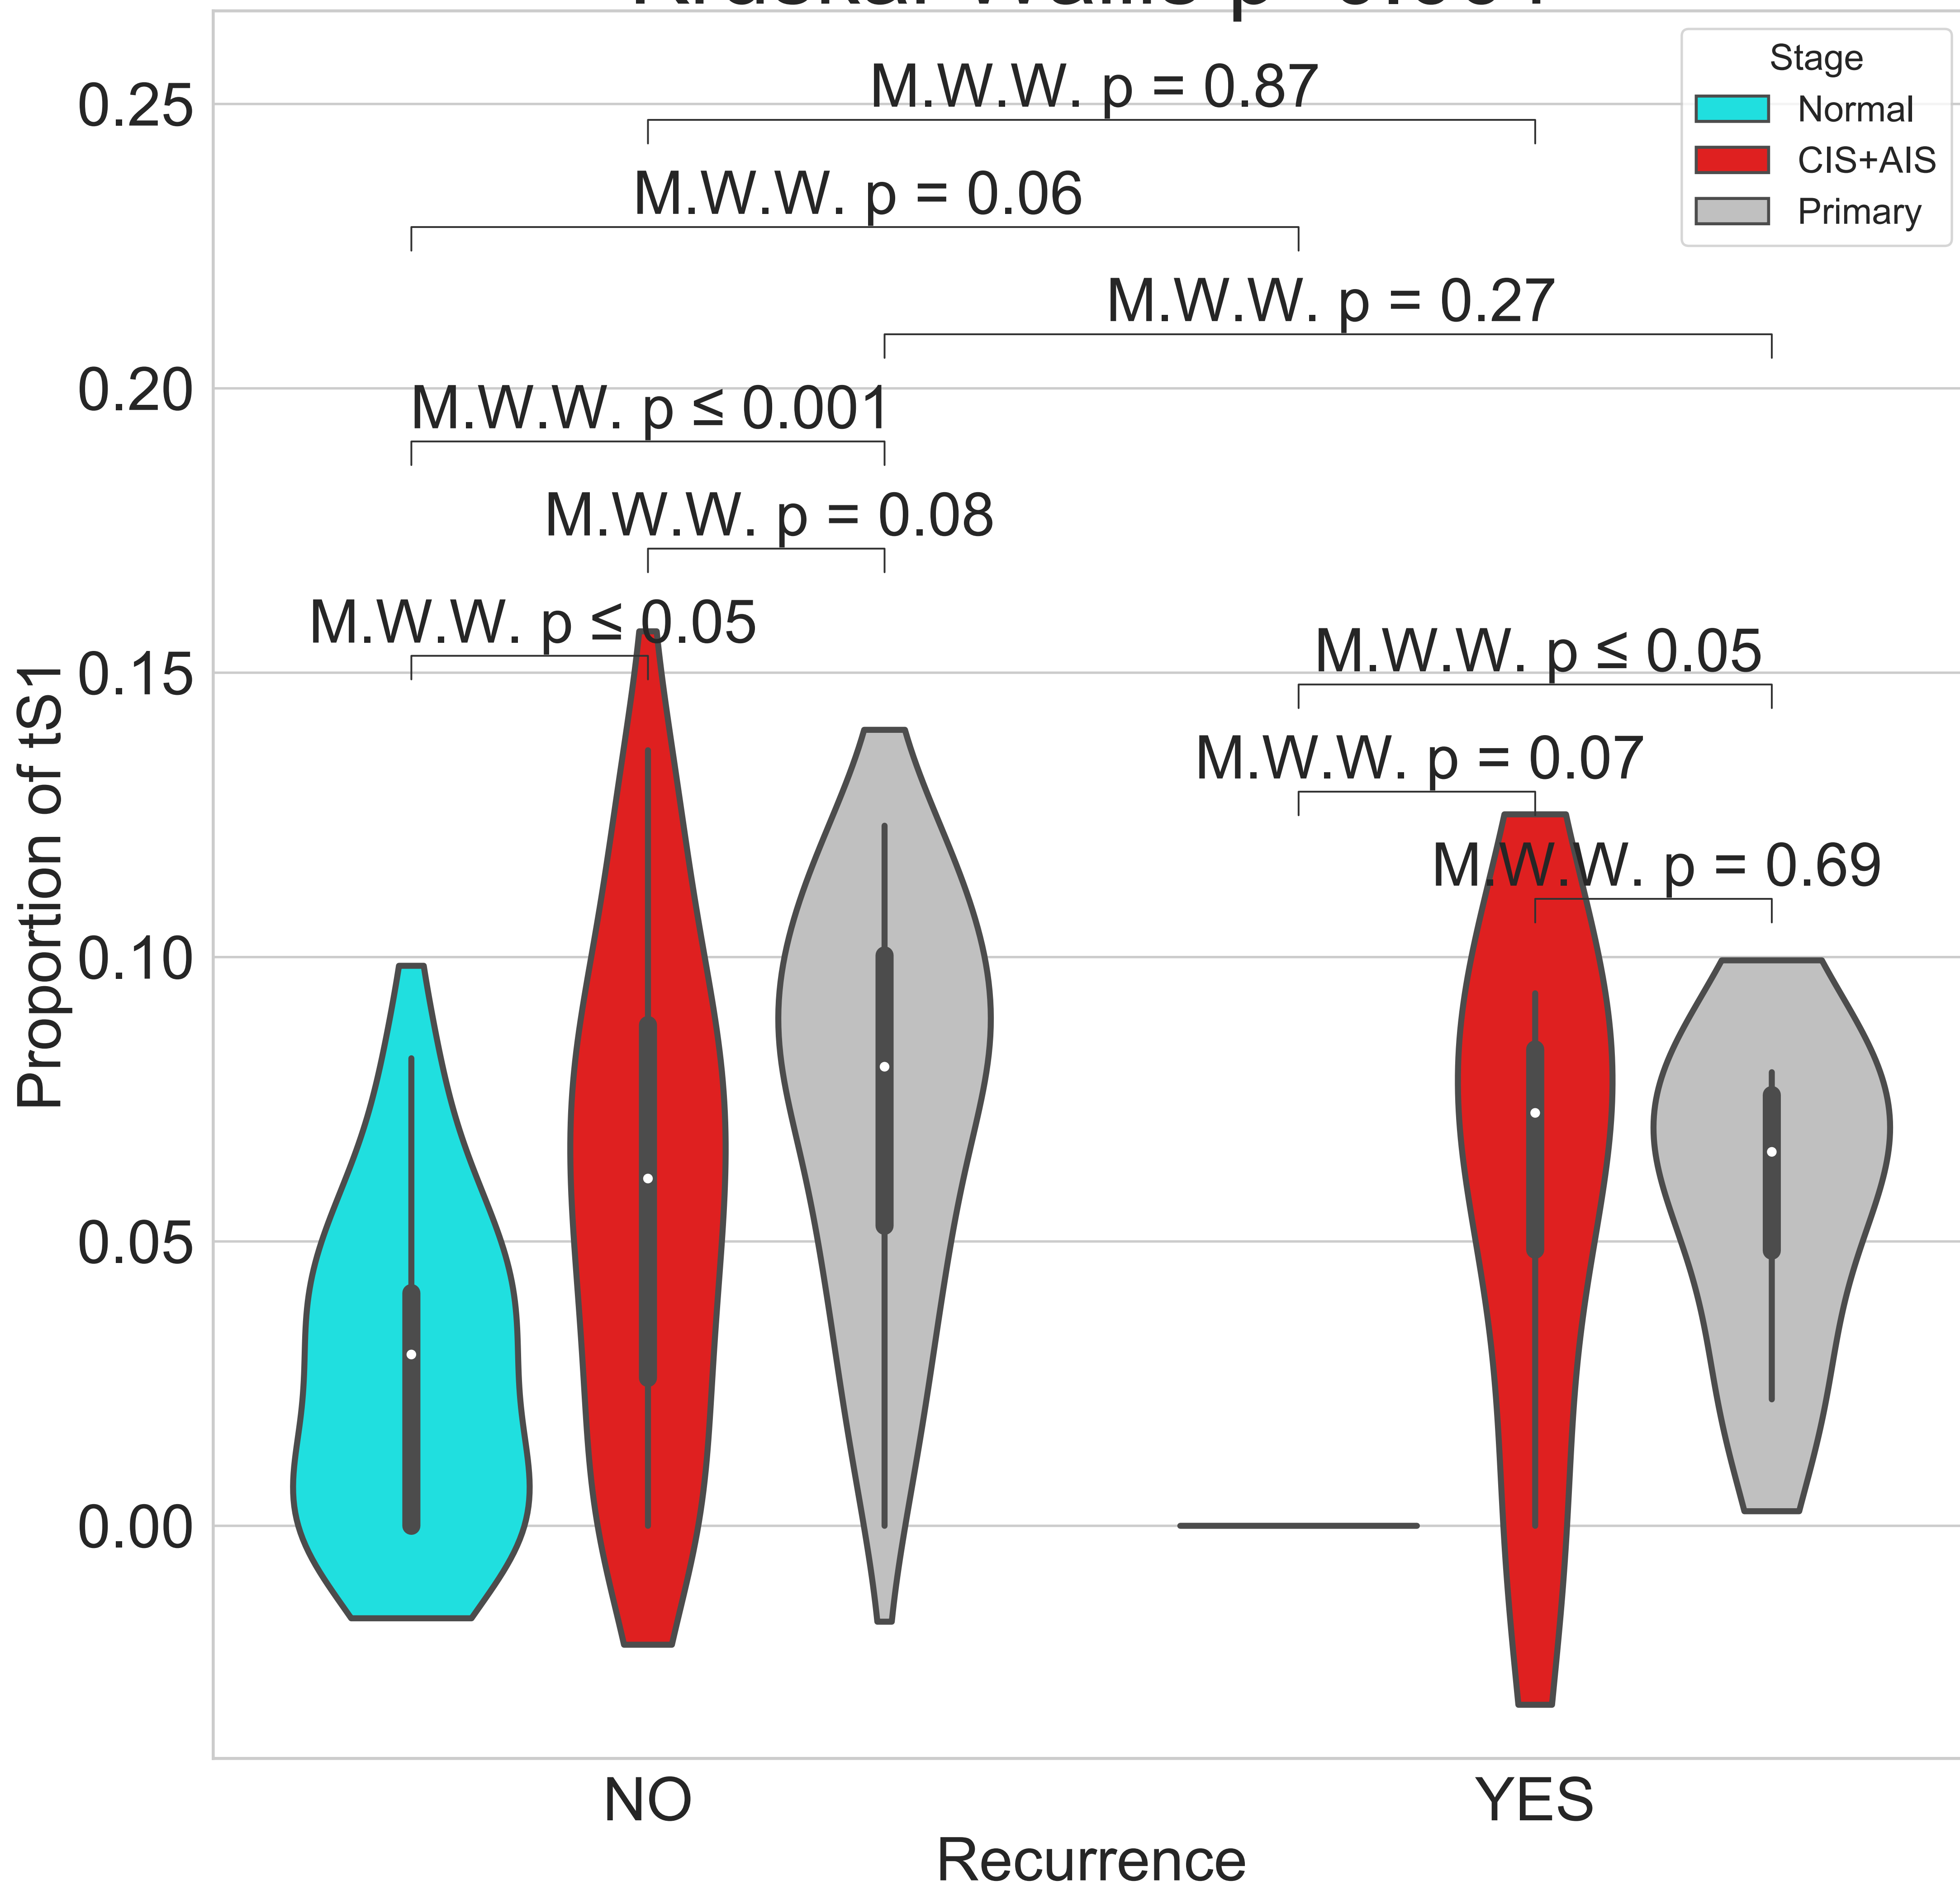 Stage
Normal
CIS+AIS
Primary
M.W.W. p = 0.87
M.W.W. p = 0.06
M.W.W. p = 0.27
M.W.W. p ≤ 0.001
M.W.W. p = 0.08
M.W.W. p ≤ 0.05
M.W.W. p ≤ 0.05
M.W.W. p = 0.07
M.W.W. p = 0.69
Proportion of tS1
0.25
0.20
0.15
0.10
0.05
0.00
NO
YES
Recurrence